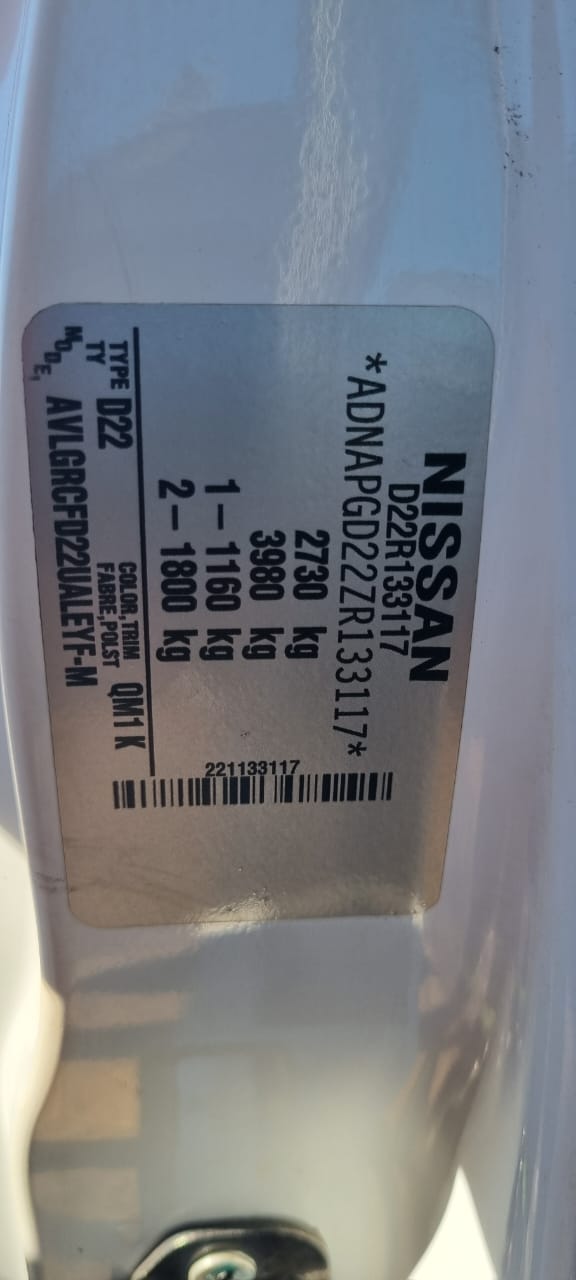 NISSAN
D22R133117
*ADNAPGD22ZR133117*
2730 kg
3980 kg
1 – 1160 kg
2 – 1800 kg
221133117
TYPE
TY D22
COLOR,TRIM
FABRE,POLST QM1 K
MODE, AVLGRCFD22UALEYF-M